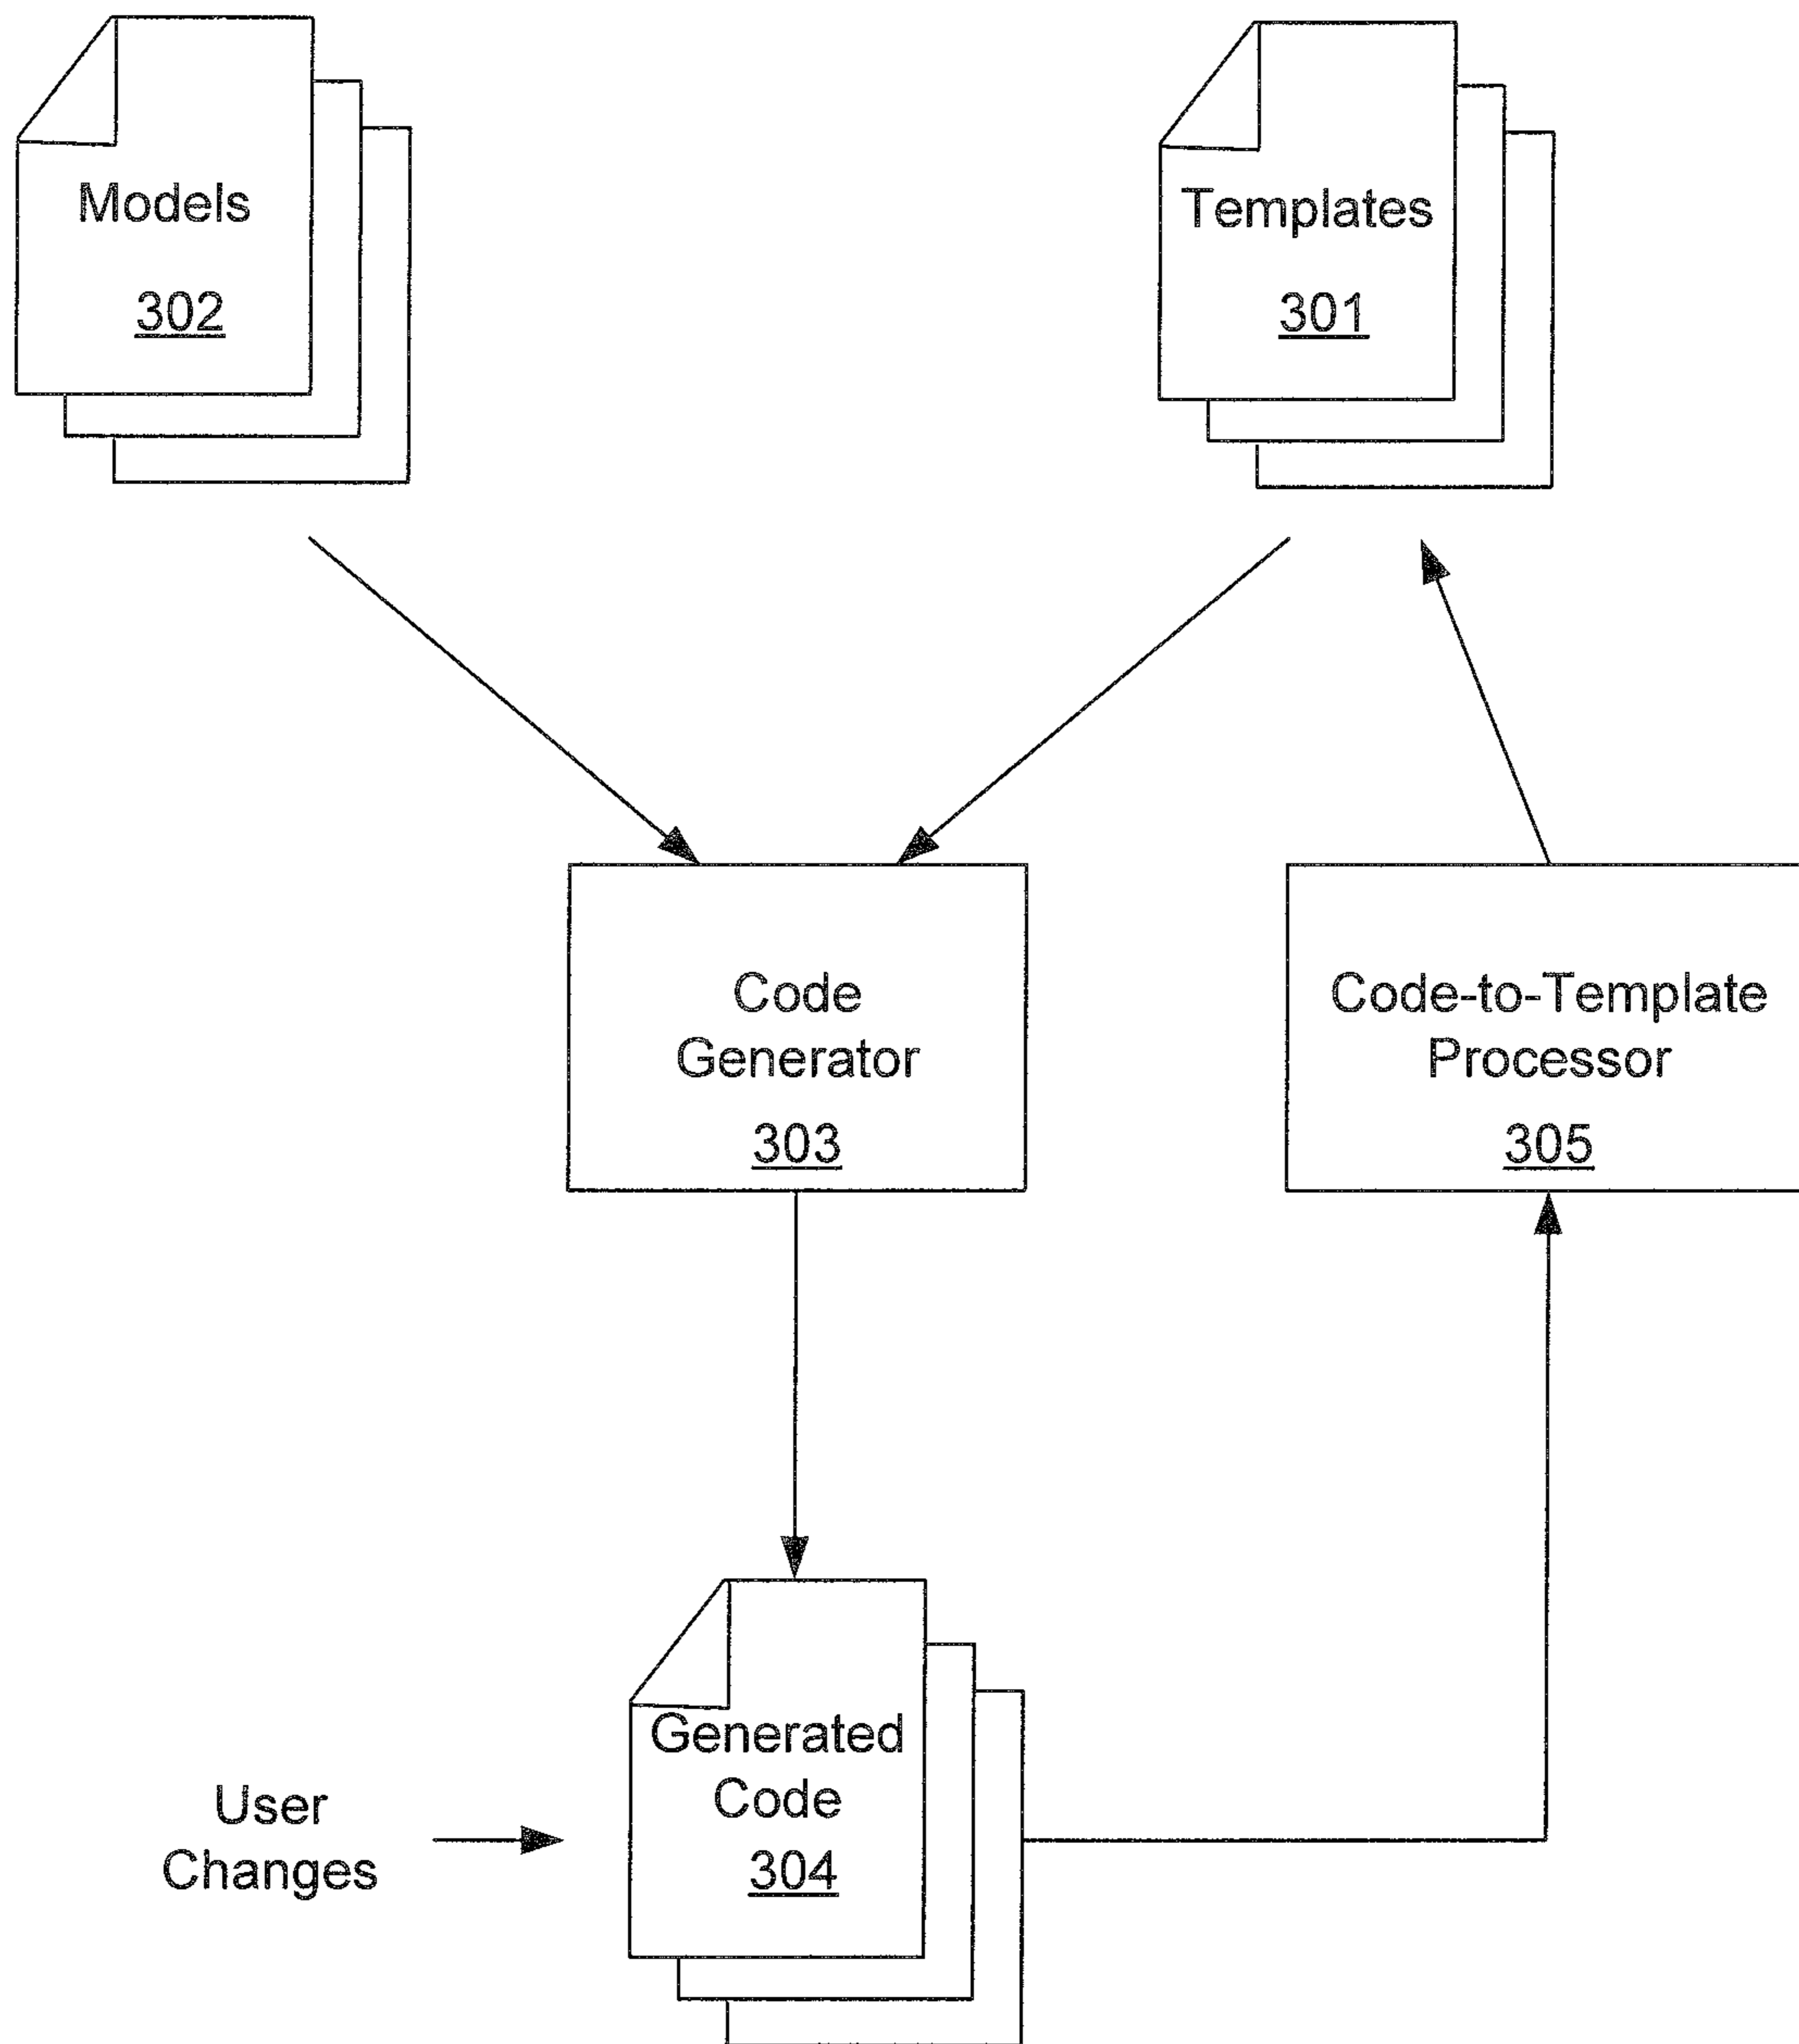 Models
302
Templates
301
Code
Generator
303
Code-to-Template
Processor
305
Generated
Code
304
User
Changes